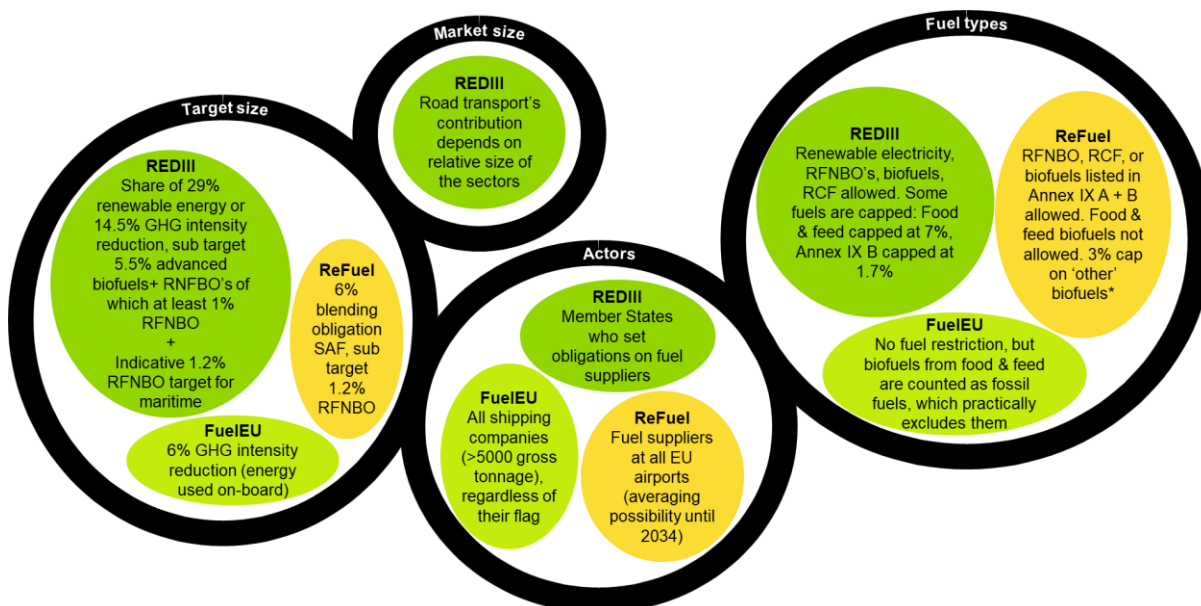 Target size
REDIII
Share of 29%
renewable energy or
14.5% GHG intensity
reduction, sub target
5.5% advanced
biofuels+ RNFBO's of
which at least 1%
RFNBO
+
Indicative 1.2%
RFNBO target for
maritime
ReFuel
6%
blending
obligation
SAF, sub
target
1.2%
RFNBO
FuelEU
6% GHG intensity
reduction (energy
used on-board)
Market size
REDIII
Road transport's
contribution
depends on
relative size of
the sectors
Actors
REDIII
Member States
who set
obligations on fuel
suppliers
FuelEU
All shipping
companies
(>5000 gross
tonnage),
regardless of
their flag
ReFuel
Fuel suppliers
at all EU
airports
(averaging
possibility until
2034)
Fuel types
REDIII
Renewable electricity,
RFNBO's, biofuels,
RCF allowed. Some
fuels are capped: Food
& feed capped at 7%,
Annex IX B capped at
1.7%
ReFuel
RFNBO, RCF, or
biofuels listed in
Annex IX A + B
allowed. Food &
feed biofuels not
allowed. 3% cap
on 'other'
biofuels*
FuelEU
No fuel restriction, but
biofuels from food & feed
are counted as fossil
fuels, which practically
excludes them